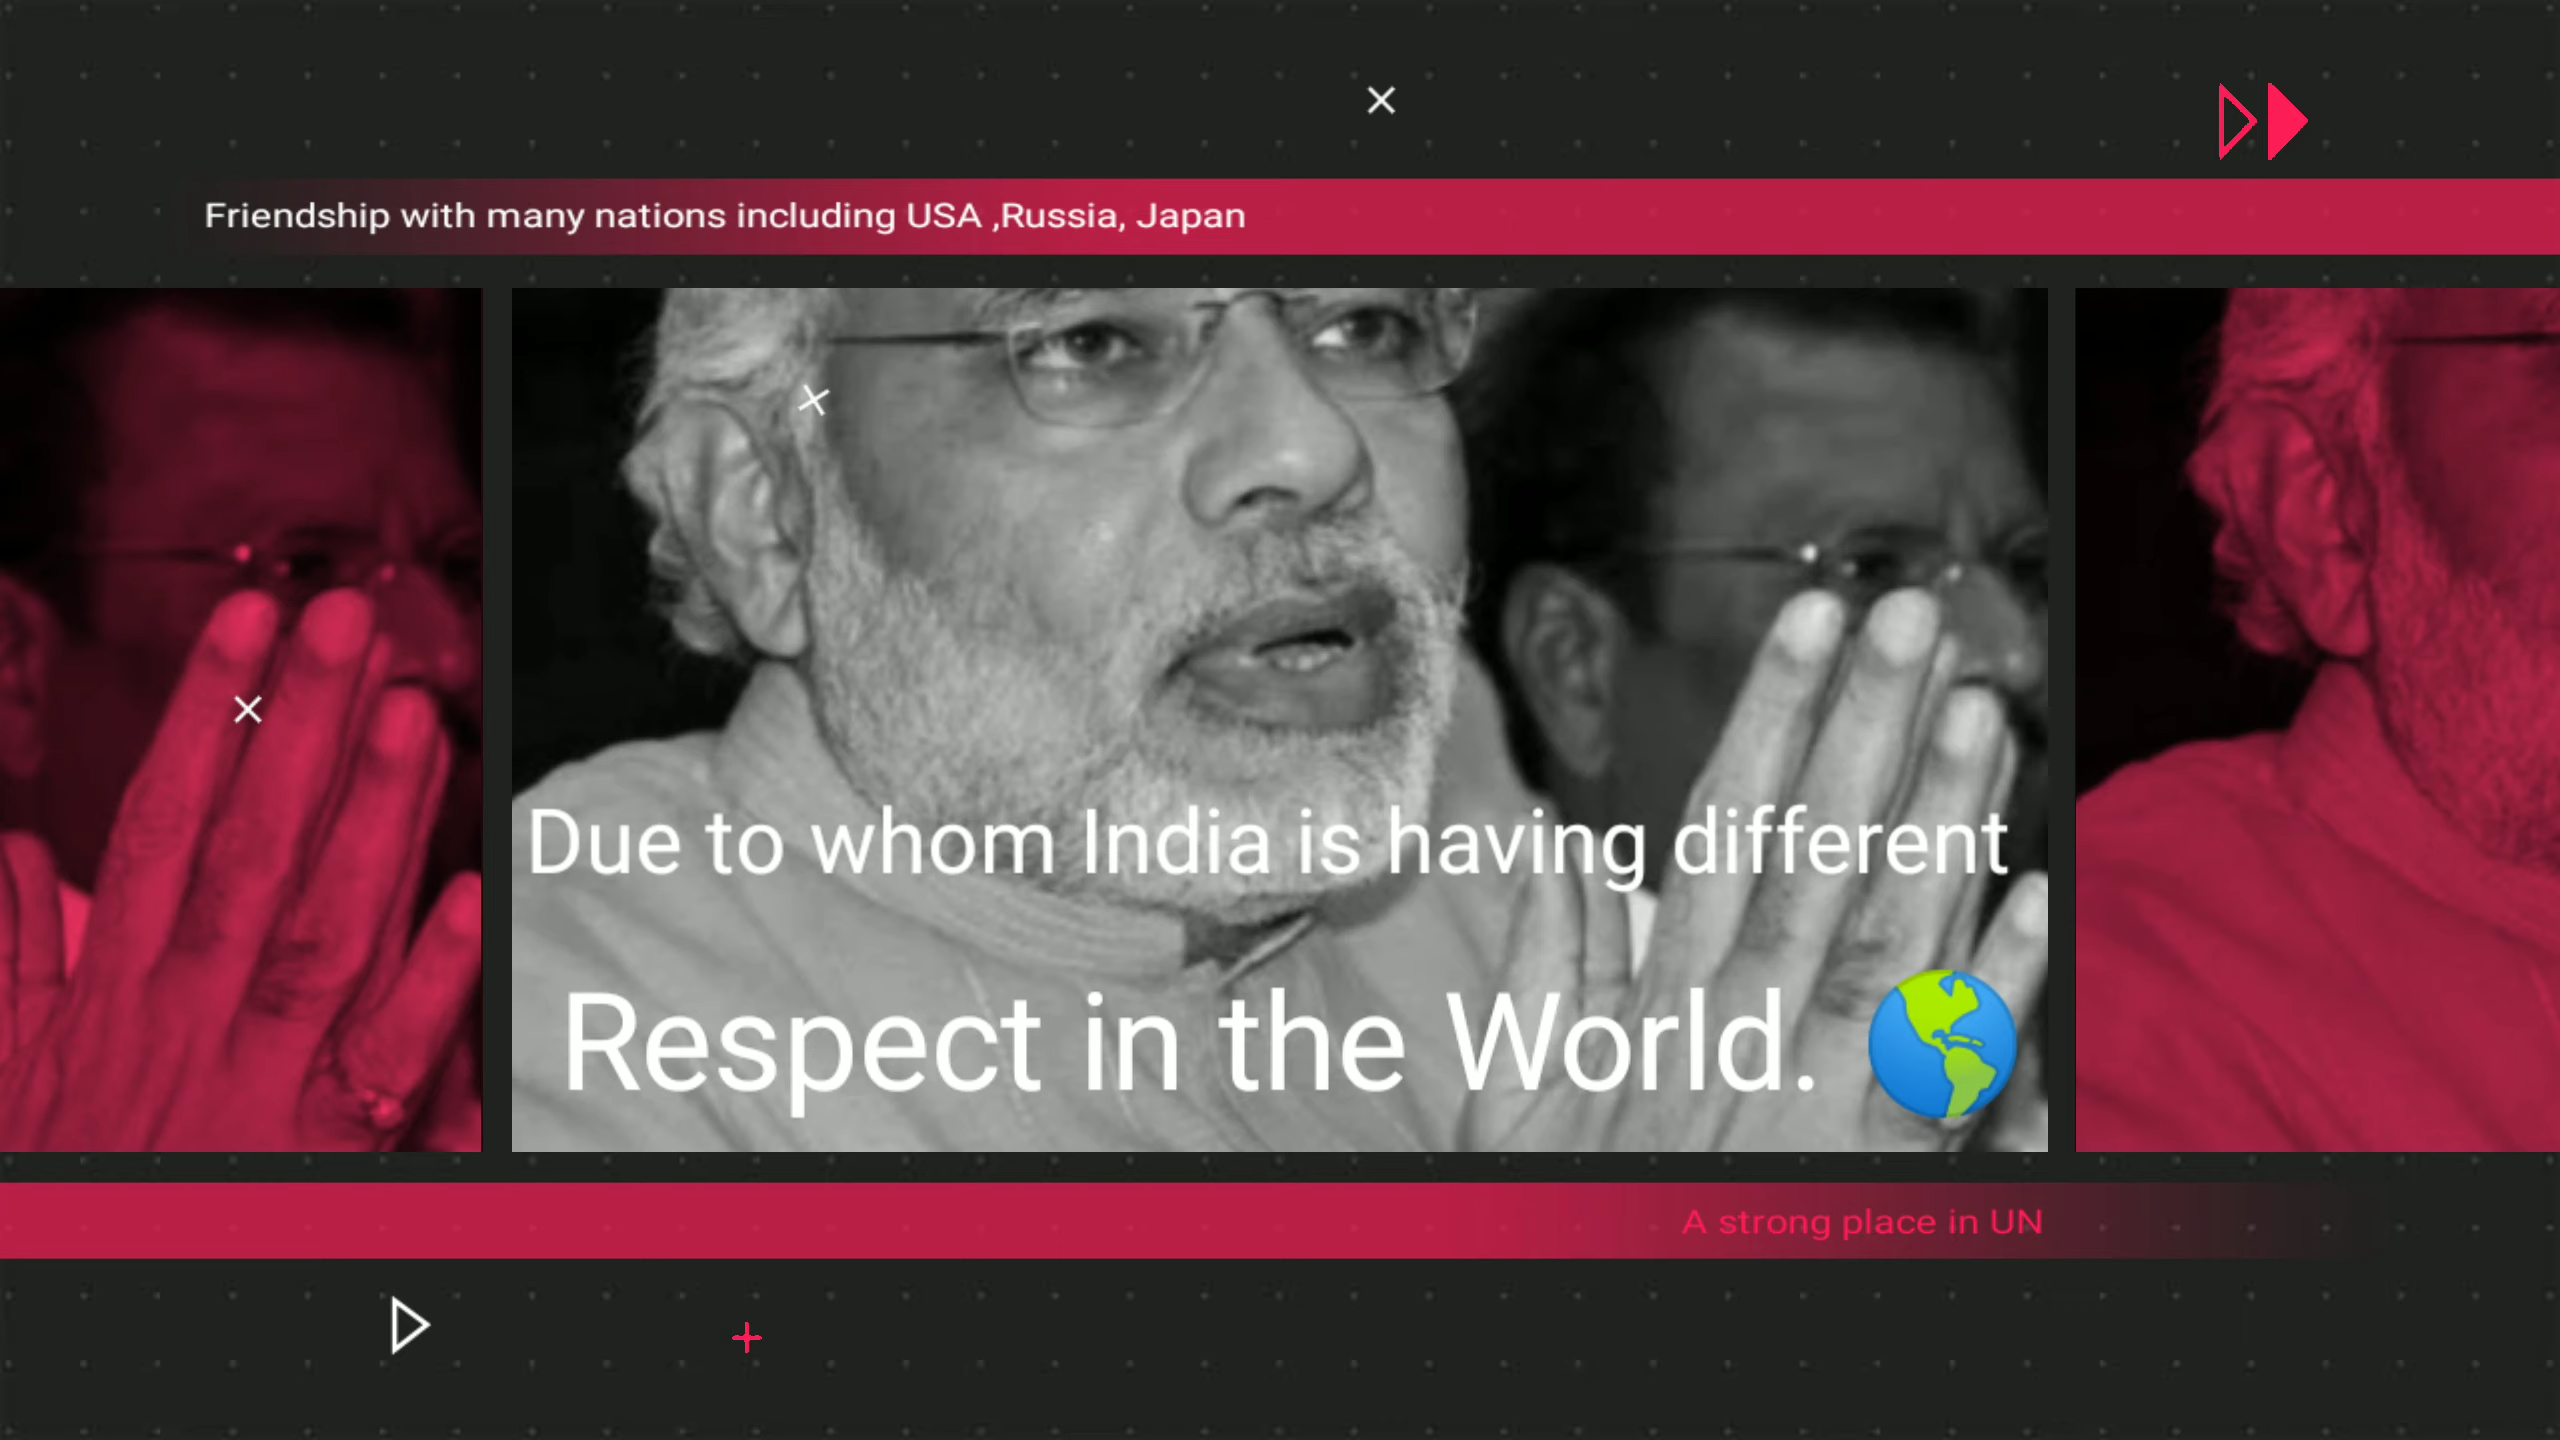 Friendship with many nations including USA ,Russia, Japan
Due to whom India is having different
Respect in the World. 🌎
A strong place in UN